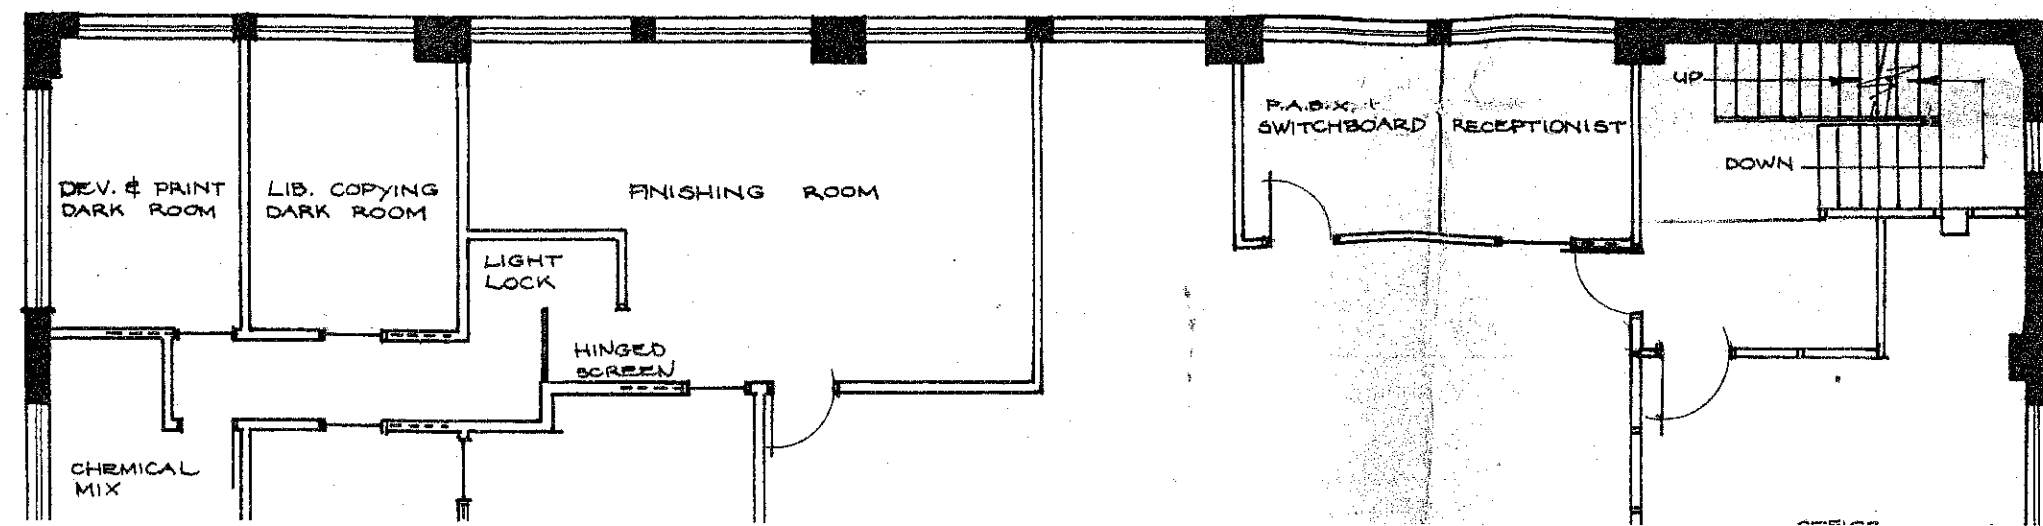 UP
P.A.B.X. +
SWITCHBOARD
RECEPTIONIST
DOWN
DEV. & PRINT
DARK ROOM
LIB. COPYING
DARK ROOM
FINISHING ROOM
LIGHT
LOCK
HINGED
SCREEN
CHEMICAL
MIX